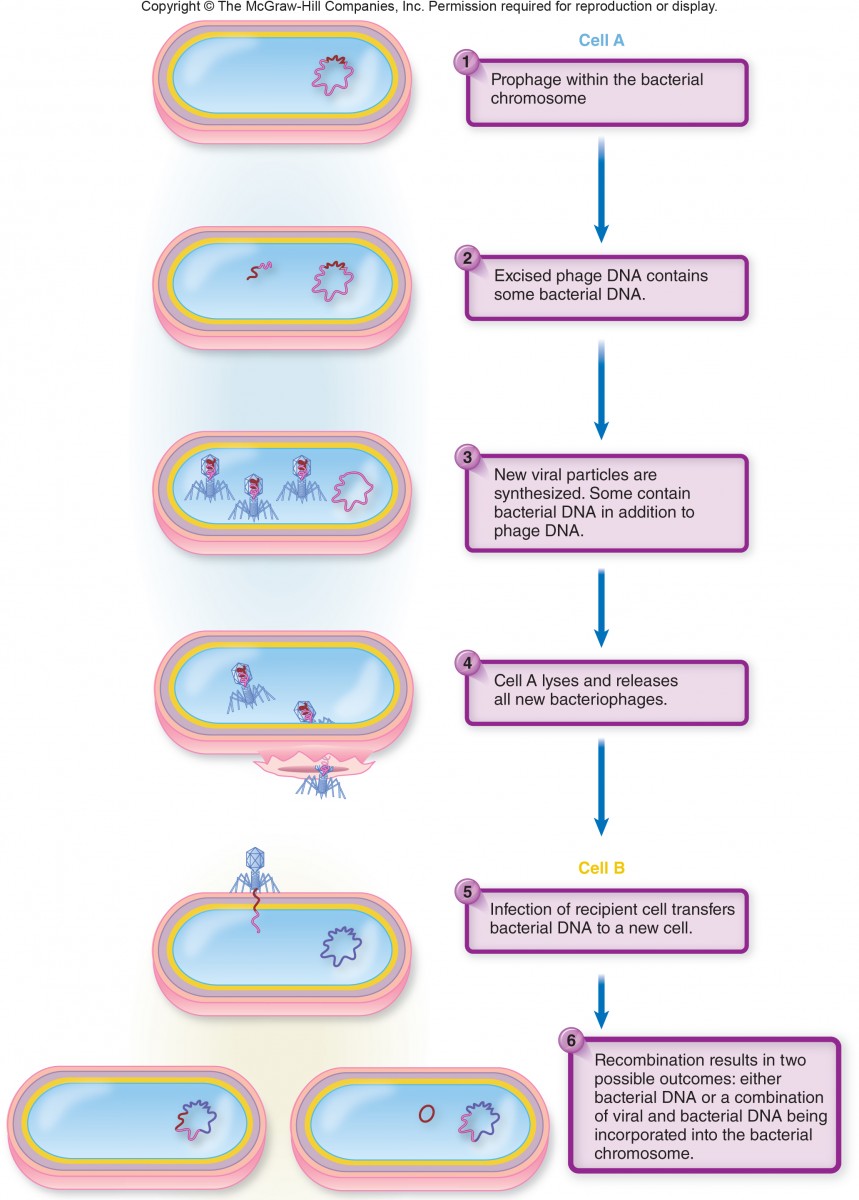 Copyright © The McGraw-Hill Companies, Inc. Permission required for reproduction or display.
Cell A
1
Prophage within the bacterial
chromosome
2
Excised phage DNA contains
some bacterial DNA.
3
New viral particles are
synthesized. Some contain
bacterial DNA in addition to
phage DNA.
4
Cell A lyses and releases
all new bacteriophages.
Cell B
5
Infection of recipient cell transfers
bacterial DNA to a new cell.
6
Recombination results in two
possible outcomes: either
bacterial DNA or a combination
of viral and bacterial DNA being
incorporated into the bacterial
chromosome.